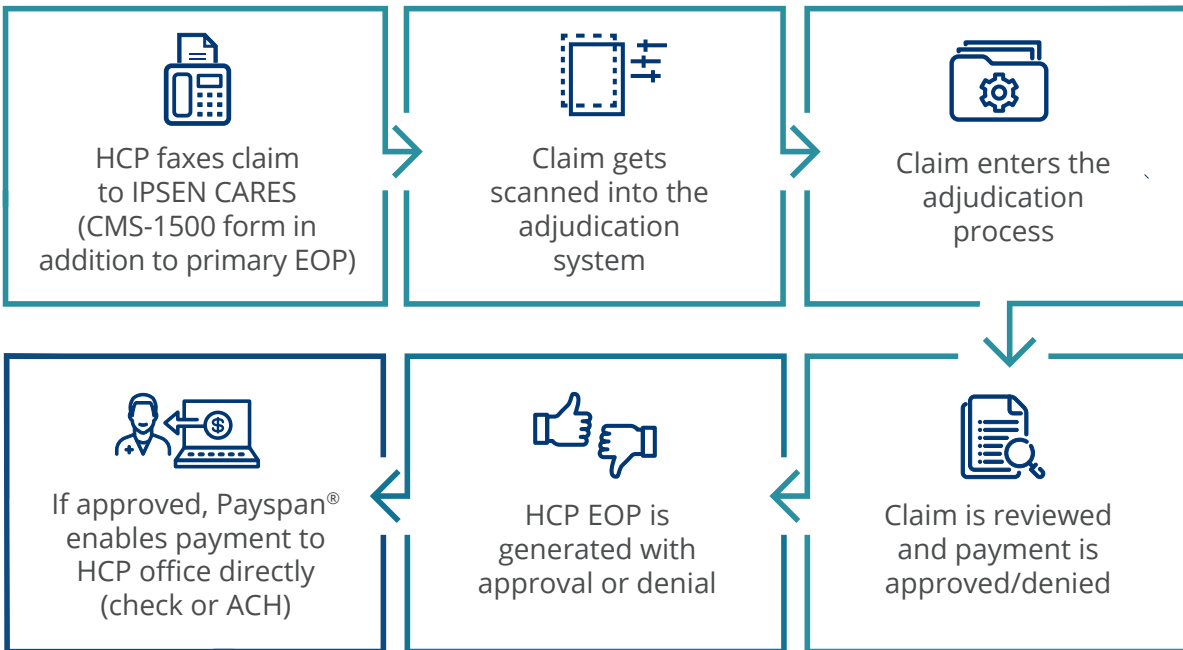 HCP faxes claim
to IPSEN CARES
(CMS-1500 form in
addition to primary EOP)
Claim gets
scanned into the
adjudication
system
Claim enters the
adjudication
process
Claim is reviewed
and payment is
approved/denied
HCP EOP is
generated with
approval or denial
If approved, Payspan®
enables payment to
HCP office directly
(check or ACH)